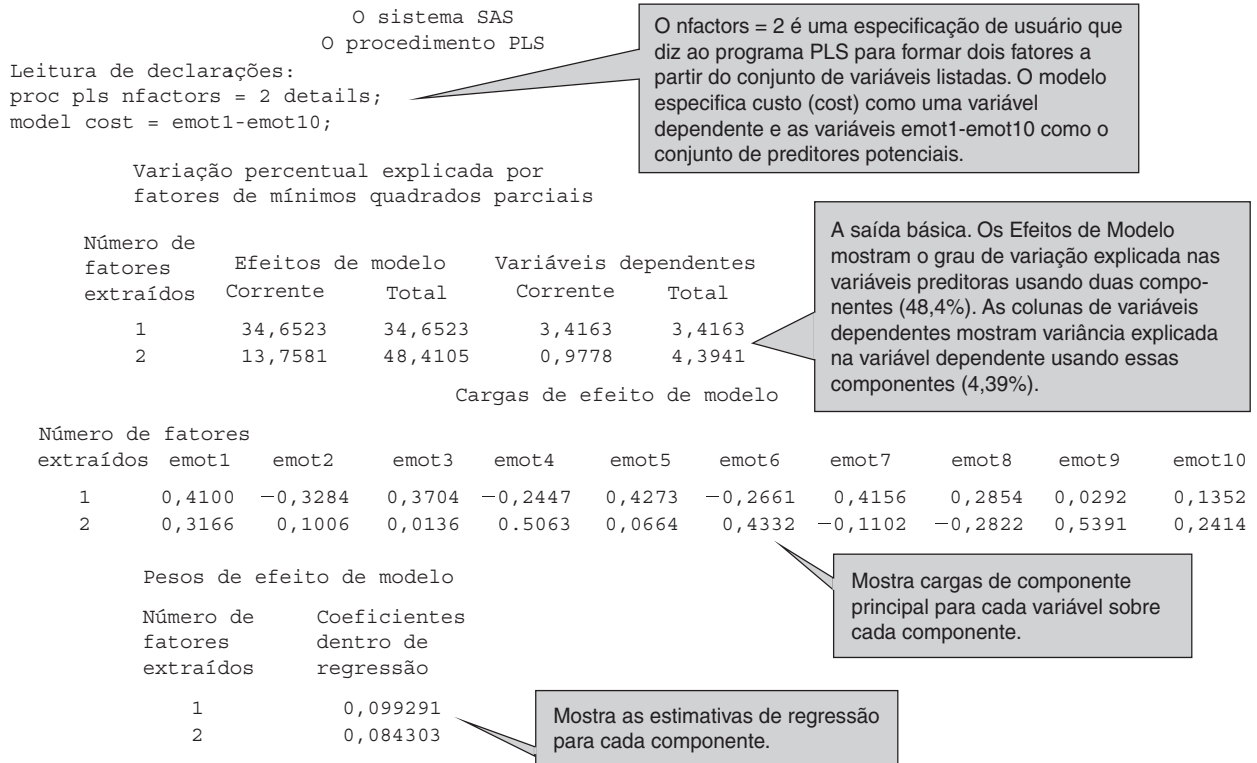 O sistema SAS
O procedimento PLS
Leitura de declarações:
proc pls nfactors = 2 details;
model cost = emot1-emot10;
O nfactors = 2 é uma especificação de usuário que
diz ao programa PLS para formar dois fatores a
partir do conjunto de variáveis listadas. O modelo
especifica custo (cost) como uma variável
dependente e as variáveis emot1-emot10 como o
conjunto de preditores potenciais.
Variação percentual explicada por
fatores de mínimos quadrados parciais
Número de
fatores Efeitos de modelo Variáveis dependentes
extraídos Corrente Total Corrente Total
1 34,6523 34,6523 3,4163 3,4163
2 13,7581 48,4105 0,9778 4,3941
A saída básica. Os Efeitos de Modelo
mostram o grau de variação explicada nas
variáveis preditoras usando duas compo-
nentes (48,4%). As colunas de variáveis
dependentes mostram variância explicada
na variável dependente usando essas
componentes (4,39%).
Cargas de efeito de modelo
Número de fatores
extraídos emot1 emot2 emot3 emot4 emot5 emot6 emot7 emot8 emot9 emot10
1 0,4100 −0,3284 0,3704 −0,2447 0,4273 −0,2661 0,4156 0,2854 0,0292 0,1352
2 0,3166 0,1006 0,0136 0.5063 0,0664 0,4332 −0,1102 −0,2822 0,5391 0,2414
Mostra cargas de componente
principal para cada variável sobre
cada componente.
Pesos de efeito de modelo
Número de Coeficientes
fatores dentro de
extraídos regressão
1 0,099291
2 0,084303
Mostra as estimativas de regressão
para cada componente.